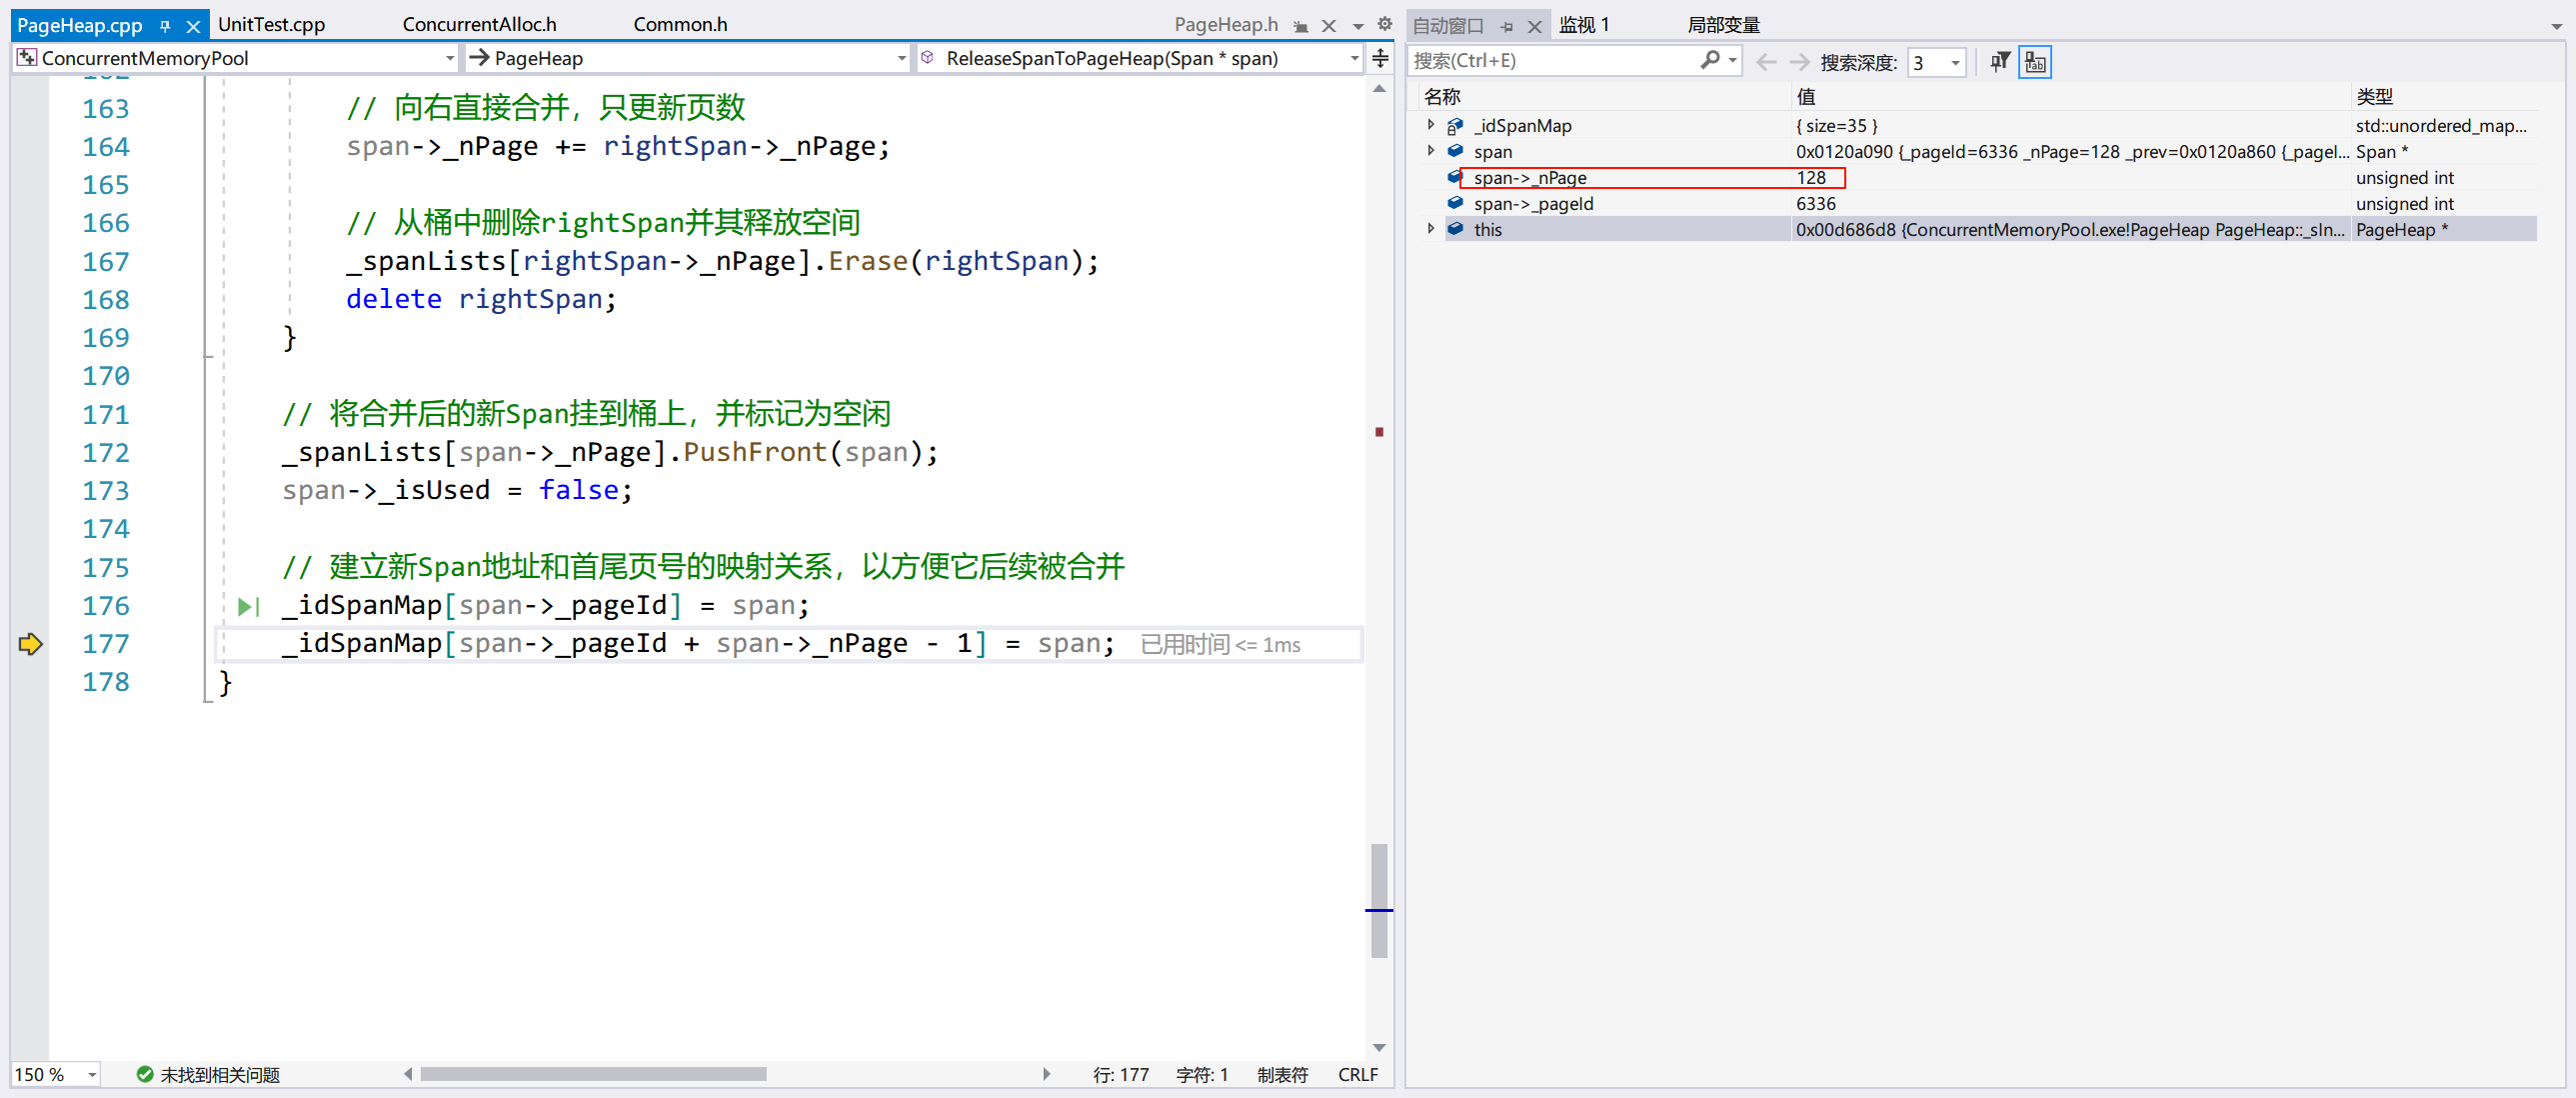 PageHeap.cpp UnitTest.cpp ConcurrentAlloc.h Common.h PageHeap.h
ConcurrentMemoryPool PageHeap ReleaseSpanToPageHeap(Span * span)
163 // 向右直接合并，只更新页数
164 span->_nPage += rightSpan->_nPage;
165
166 // 从桶中删除rightSpan并其释放空间
167 _spanLists[rightSpan->_nPage].Erase(rightSpan);
168 delete rightSpan;
169 }
170
171 // 将合并后的新Span挂到桶上，并标记为空闲
172 _spanLists[span->_nPage].PushFront(span);
173 span->_isUsed = false;
174
175 // 建立新Span地址和首尾页号的映射关系，以方便它后续被合并
176 _idSpanMap[span->_pageId] = span;
177 _idSpanMap[span->_pageId + span->_nPage - 1] = span; 已用时间 <= 1ms
178 }
150 % 未找到相关问题 行: 177 字符: 1 制表符 CRLF
自动窗口 监视 1 局部变量
搜索(Ctrl+E) 搜索深度: 3
名称 值 类型
_idSpanMap { size=35 } std::unordered_map...
span 0x0120a090 {_pageId=6336 _nPage=128 _prev=0x0120a860 {_pageI... Span *
span->_nPage 128 unsigned int
span->_pageId 6336 unsigned int
this 0x00d686d8 {ConcurrentMemoryPool.exe!PageHeap PageHeap::_sIn... PageHeap *